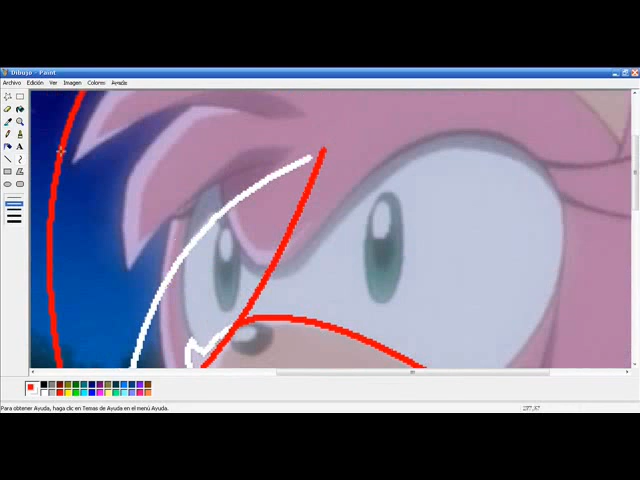 Dibujo - Paint
Archivo Edición Ver Imagen Colores Ayuda
A
Para obtener Ayuda, haga clic en Temas de Ayuda en el menú Ayuda.